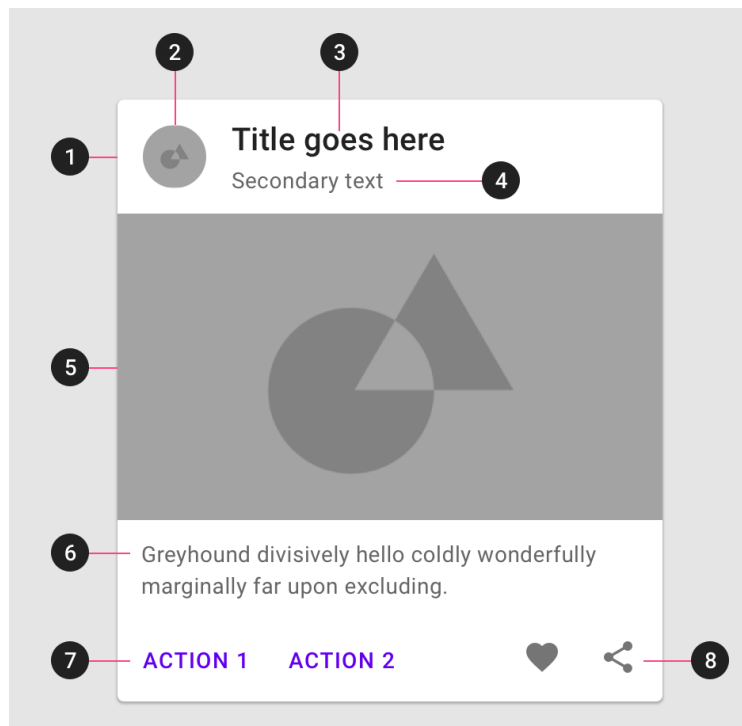 2 3
1 Title goes here
Secondary text 4
5
6 Greyhound divisively hello coldly wonderfully
marginally far upon excluding.
7 ACTION 1 ACTION 2 8